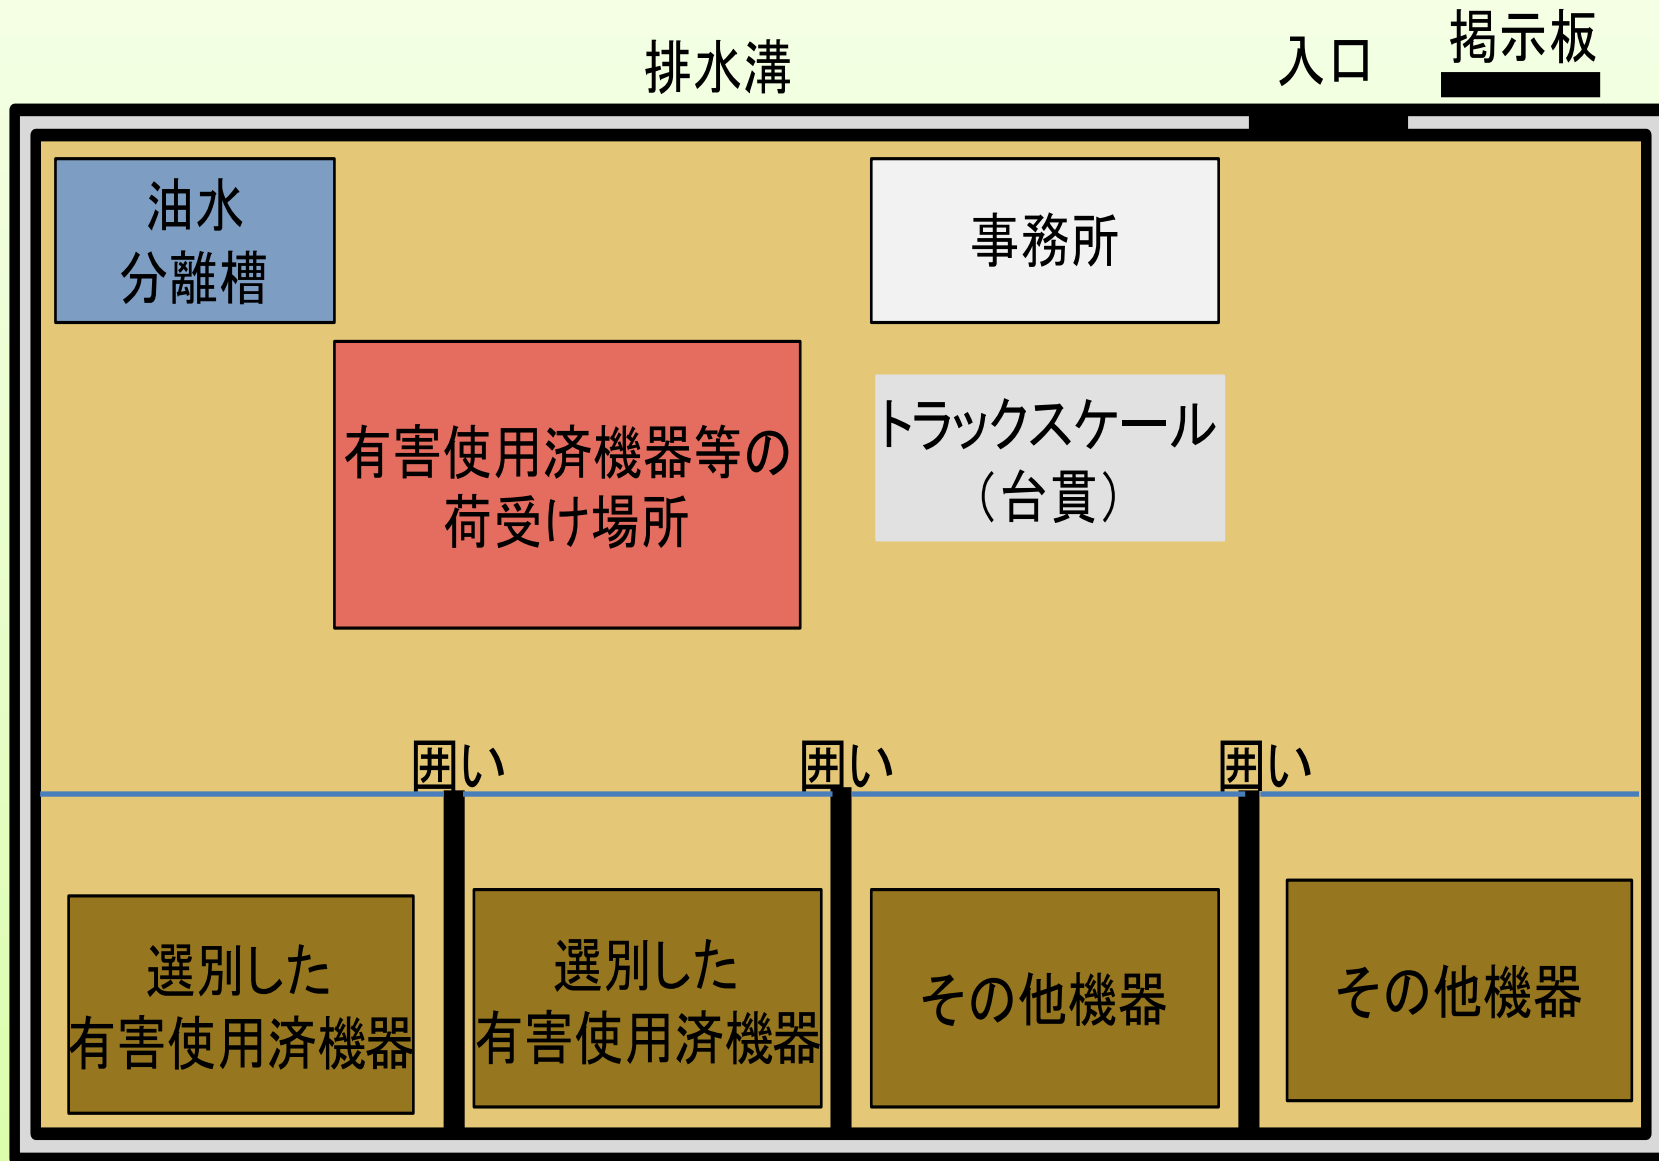 排水溝
入口
掲示板
油水
分離槽
事務所
有害使用済機器等の
荷受け場所
トラックスケール
（台貫）
囲い
囲い
囲い
選別した
有害使用済機器
選別した
有害使用済機器
その他機器
その他機器